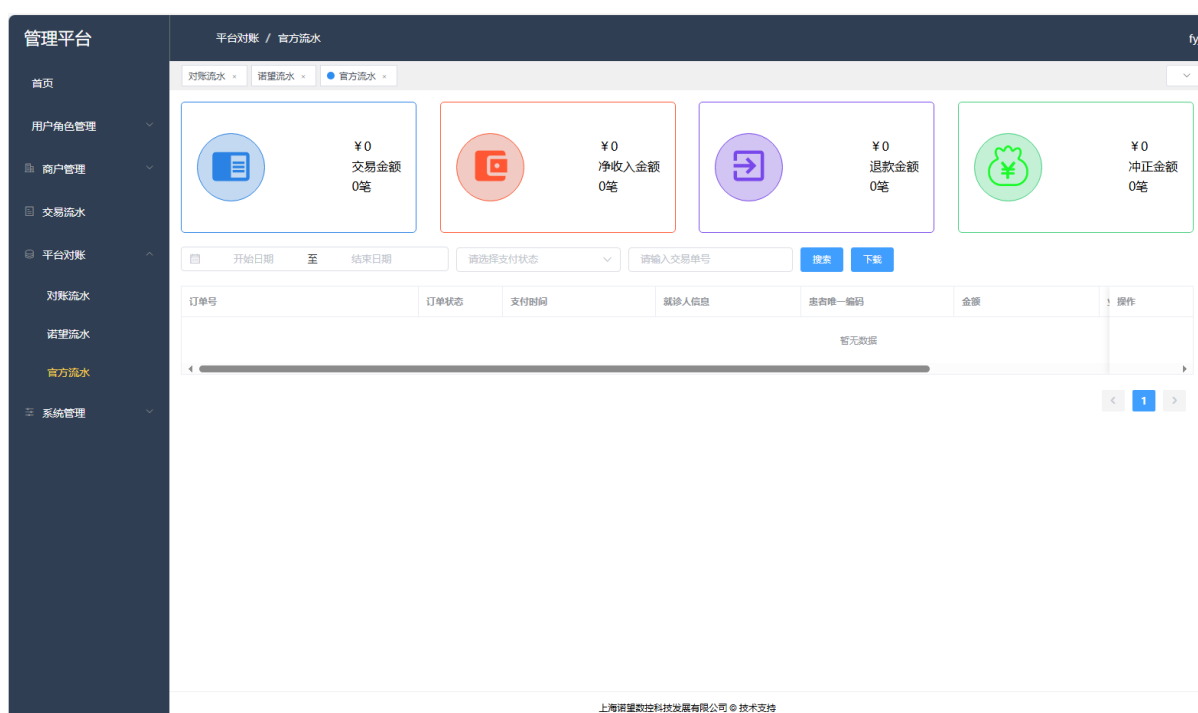 管理平台
平台对账 / 官方流水
fy
首页
用户角色管理
商户管理
交易流水
平台对账
对账流水
诺望流水
官方流水
系统管理
对账流水 ×
诺望流水 ×
官方流水 ×
¥0
交易金额
0笔
¥0
净收入金额
0笔
¥0
退款金额
0笔
¥0
冲正金额
0笔
开始日期 至 结束日期
请选择支付状态
请输入交易单号
搜索
下载
订单号 订单状态 支付时间 就诊人信息 患者唯一编码 金额 操作
暂无数据
< 1 >
上海诺望数控科技发展有限公司 © 技术支持